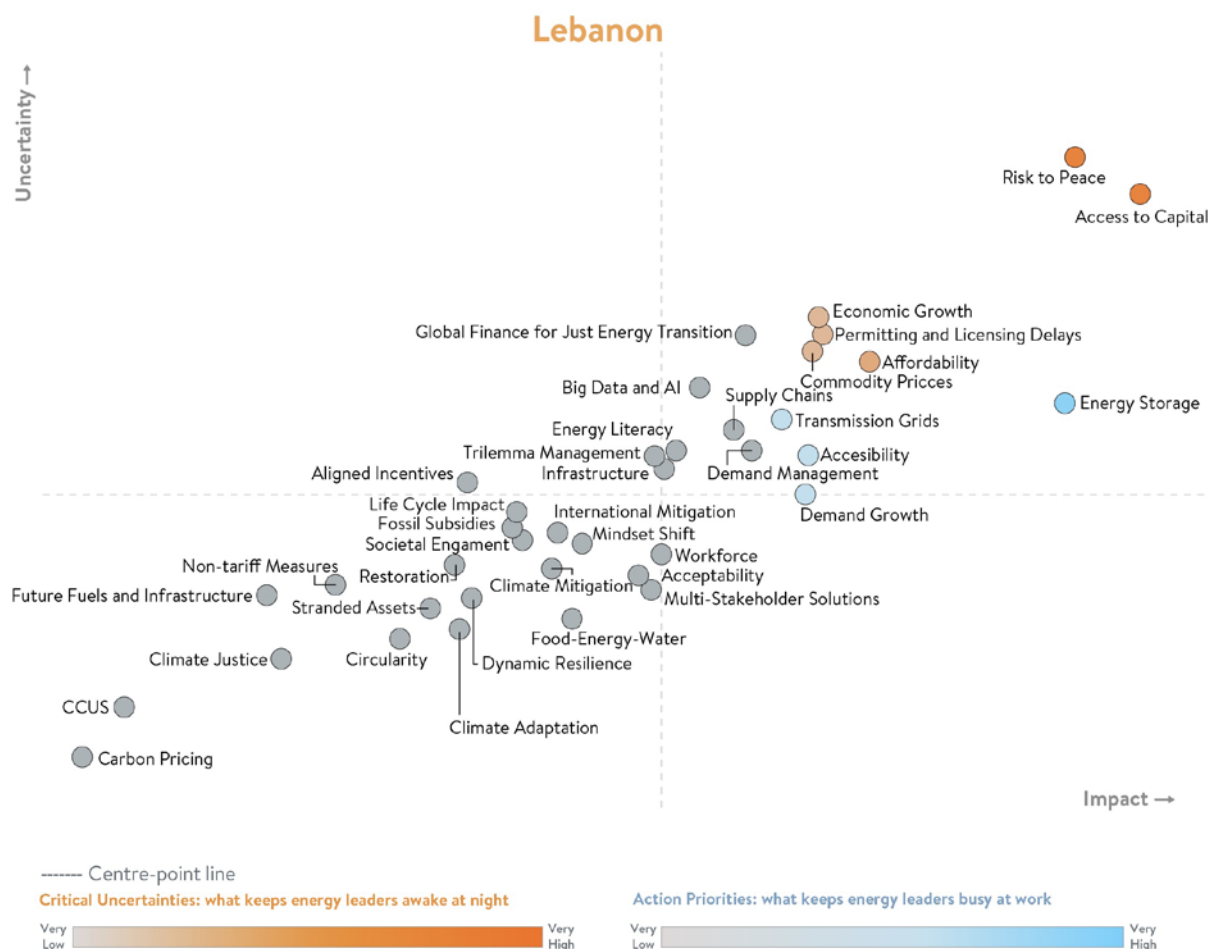 Lebanon
Uncertainty →
Risk to Peace
Access to Capital
Economic Growth
Global Finance for Just Energy Transition
Permitting and Licensing Delays
Affordability
Commodity Pricces
Big Data and AI
Supply Chains
Energy Storage
Transmission Grids
Energy Literacy
Trilemma Management
Accesibility
Infrastructure
Demand Management
Aligned Incentives
Life Cycle Impact
International Mitigation
Demand Growth
Fossil Subsidies
Mindset Shift
Societal Engament
Workforce
Non-tariff Measures
Restoration
Acceptability
Climate Mitigation
Future Fuels and Infrastructure
Multi-Stakeholder Solutions
Stranded Assets
Food-Energy-Water
Climate Justice
Circularity
Dynamic Resilience
CCUS
Climate Adaptation
Carbon Pricing
Impact →
------- Centre-point line
Critical Uncertainties: what keeps energy leaders awake at night
Very Low
Very High
Action Priorities: what keeps energy leaders busy at work
Very Low
Very High